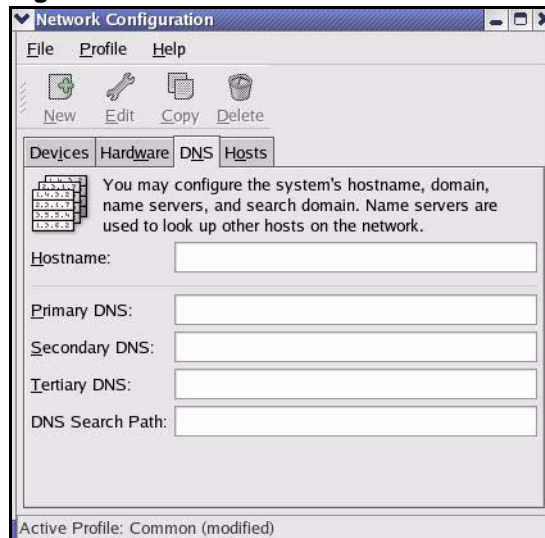 Network Configuration
File Profile Help
New Edit Copy Delete
Devices Hardware DNS Hosts
You may configure the system's hostname, domain,
name servers, and search domain. Name servers are
used to look up other hosts on the network.
Hostname:
Primary DNS:
Secondary DNS:
Tertiary DNS:
DNS Search Path:
Active Profile: Common (modified)